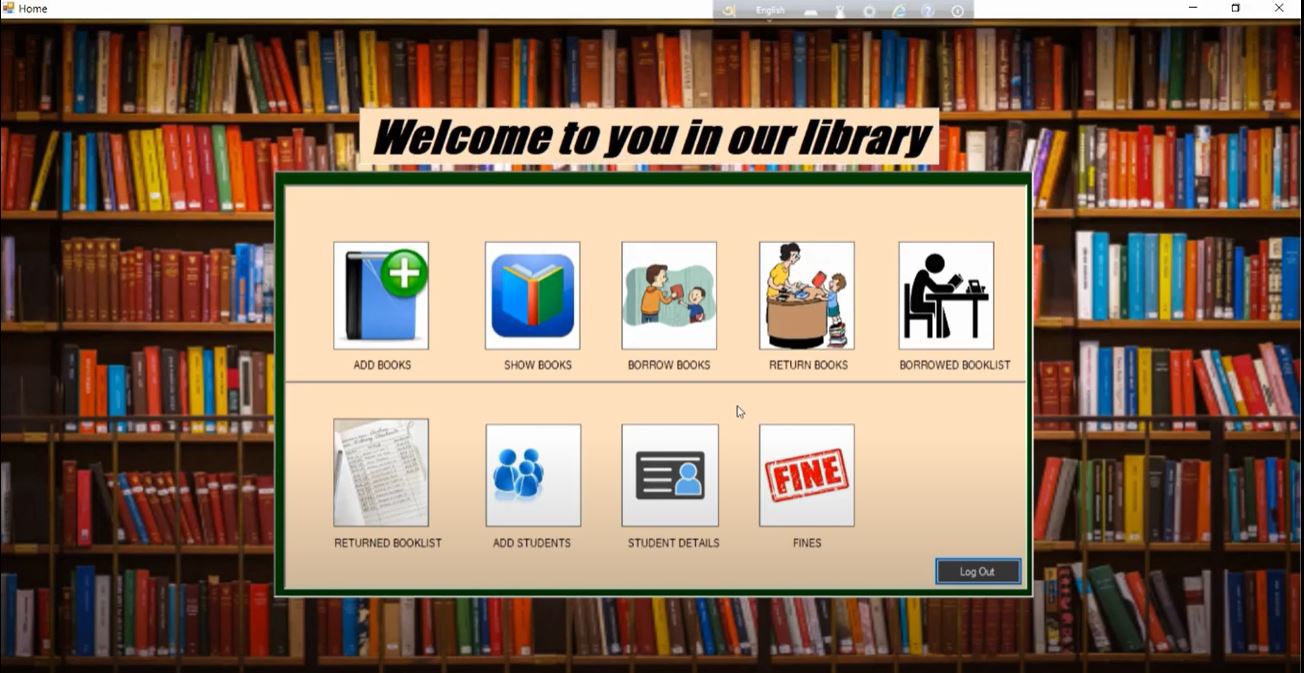 Home
English
Welcome to you in our library
ADD BOOKS
SHOW BOOKS
BORROW BOOKS
RETURN BOOKS
BORROWED BOOKLIST
FINE
RETURNED BOOKLIST
ADD STUDENTS
STUDENT DETAILS
FINES
Log Out